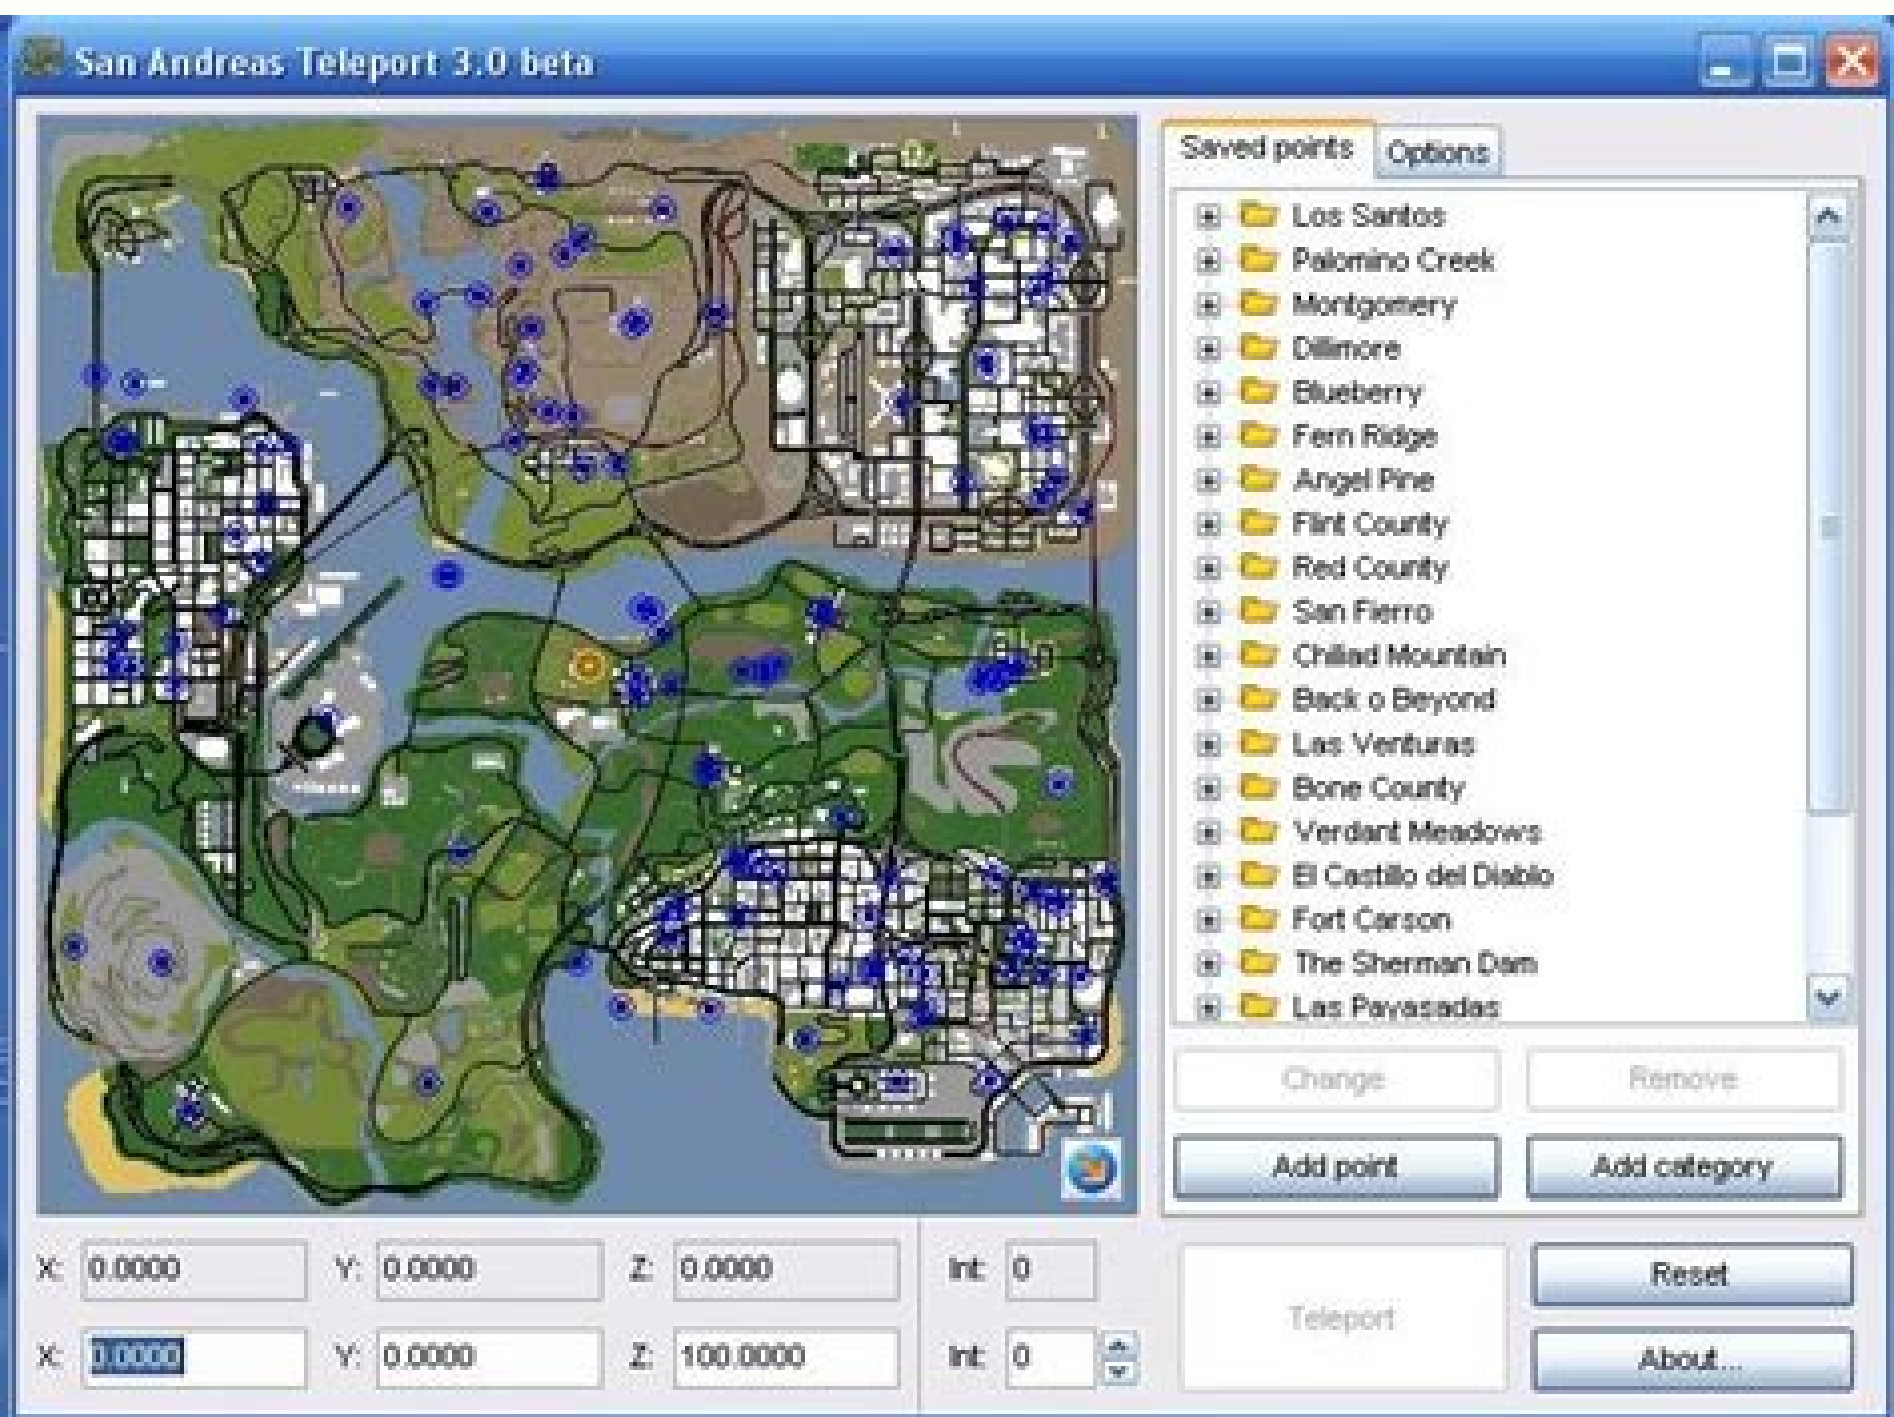 San Andreas Teleport 3.0 beta
Saved points Options
Los Santos
Palomino Creek
Montgomery
Dillimore
Blueberry
Fern Ridge
Angel Pine
Flint County
Red County
San Fierro
Chiliad Mountain
Back o Beyond
Las Venturas
Bone County
Verdant Meadows
El Castillo del Diablo
Fort Carson
The Sherman Dam
Las Payasadas
Change Remove
Add point Add category
X: 0.0000 Y: 0.0000 Z: 0.0000 Int: 0
X: 0.0000 Y: 0.0000 Z: 100.0000 Int: 0
Teleport
Reset
About...